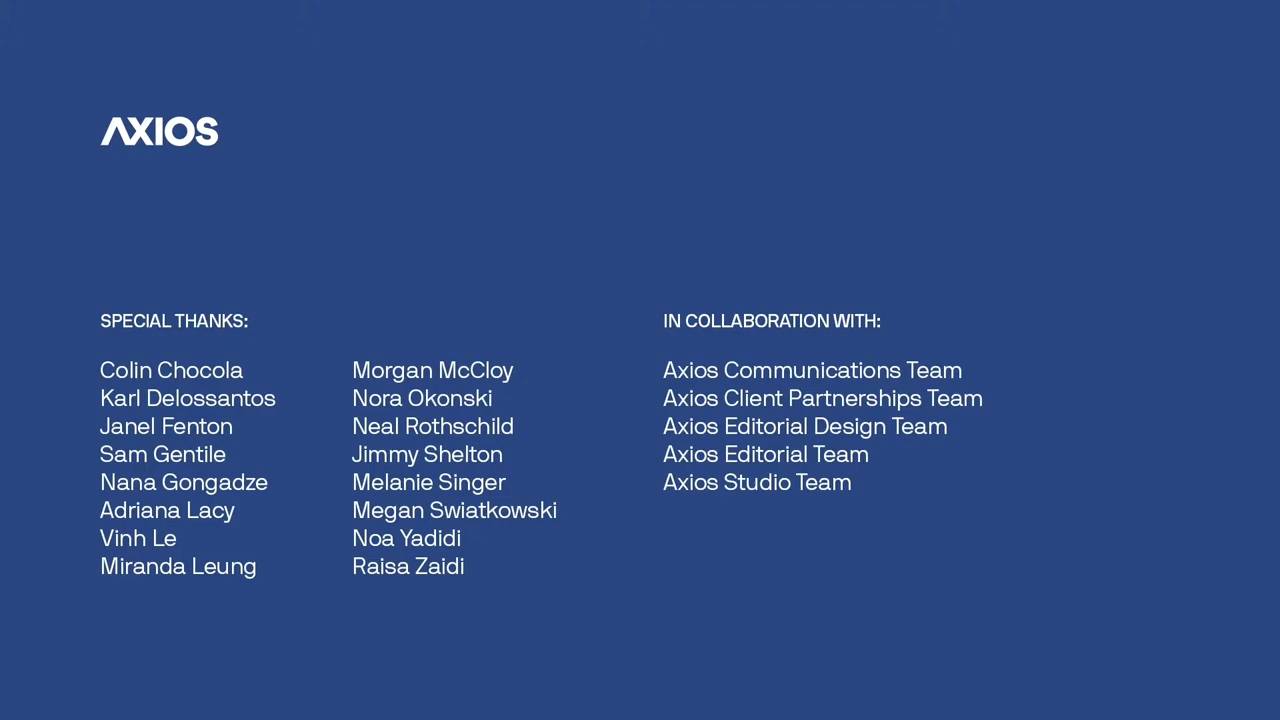 AXIOS
SPECIAL THANKS:
Colin Chocola
Karl Delossantos
Janel Fenton
Sam Gentile
Nana Gongadze
Adriana Lacy
Vinh Le
Miranda Leung
Morgan McCloy
Nora Okonski
Neal Rothschild
Jimmy Shelton
Melanie Singer
Megan Swiatkowski
Noa Yadidi
Raisa Zaidi
IN COLLABORATION WITH:
Axios Communications Team
Axios Client Partnerships Team
Axios Editorial Design Team
Axios Editorial Team
Axios Studio Team